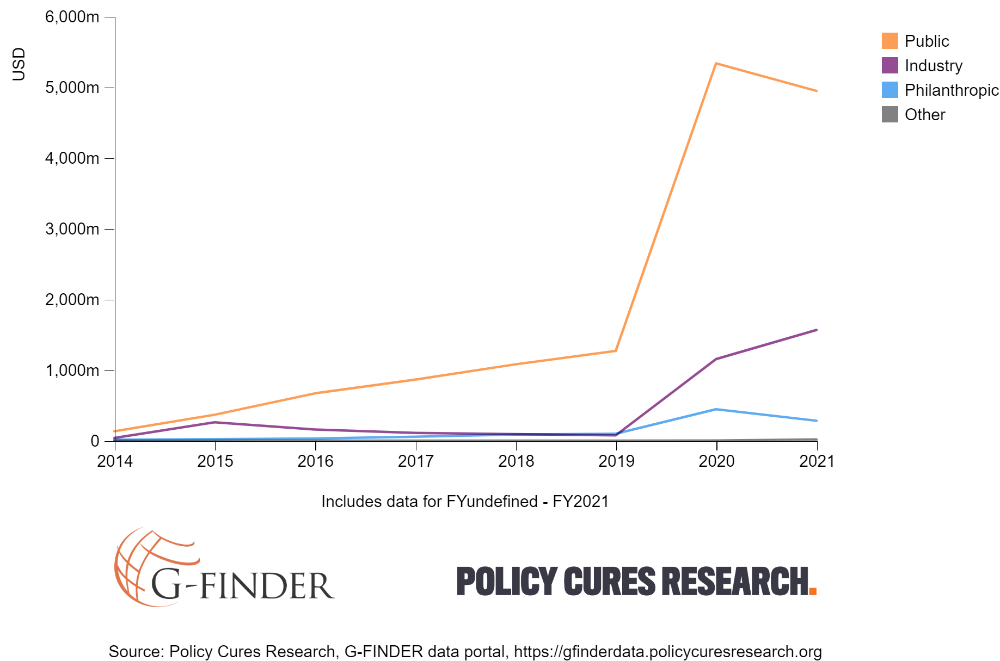 6,000m
USD
5,000m
4,000m
3,000m
2,000m
1,000m
0
2014 2015 2016 2017 2018 2019 2020 2021
Public
Industry
Philanthropic
Other
Includes data for FYundefined - FY2021
G-FINDER
POLICY CURES RESEARCH.
Source: Policy Cures Research, G-FINDER data portal, https://gfinderdata.policycuresresearch.org